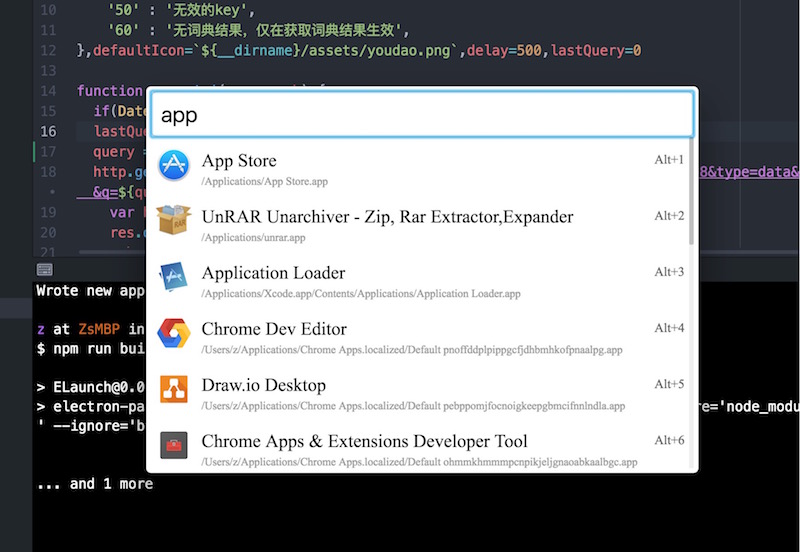 10 '50' : '无效的key',
11 '60' : '无词典结果，仅在获取词典结果生效',
12 },defaultIcon=`${__dirname}/assets/youdao.png`,delay=500,lastQuery=0
13
14 function
15 if(Dat
16 lastQu
17 query =
18 http.ge 8&type=data&
• &q=${qu
19 var
20 res.
21
app
App Store Alt+1
/Applications/App Store.app
UnRAR Unarchiver - Zip, Rar Extractor,Expander Alt+2
/Applications/unrar.app
Application Loader Alt+3
/Applications/Xcode.app/Contents/Applications/Application Loader.app
Chrome Dev Editor Alt+4
/Users/z/Applications/Chrome Apps.localized/Default pnoffddplpippgcfjdhbmhkofpnaalpg.app
Draw.io Desktop Alt+5
/Users/z/Applications/Chrome Apps.localized/Default pebppomjfocnoigkeepgbmcifnnlndla.app
Chrome Apps & Extensions Developer Tool Alt+6
/Users/z/Applications/Chrome Apps.localized/Default ohmmkhmmmpcnpikjeljgnaoabkaalbgc.app
Wrote new app
z at ZsMBP in
$ npm run bui
> ELaunch@0.0
> electron-pa re='node_modu
' --ignore='b
... and 1 more